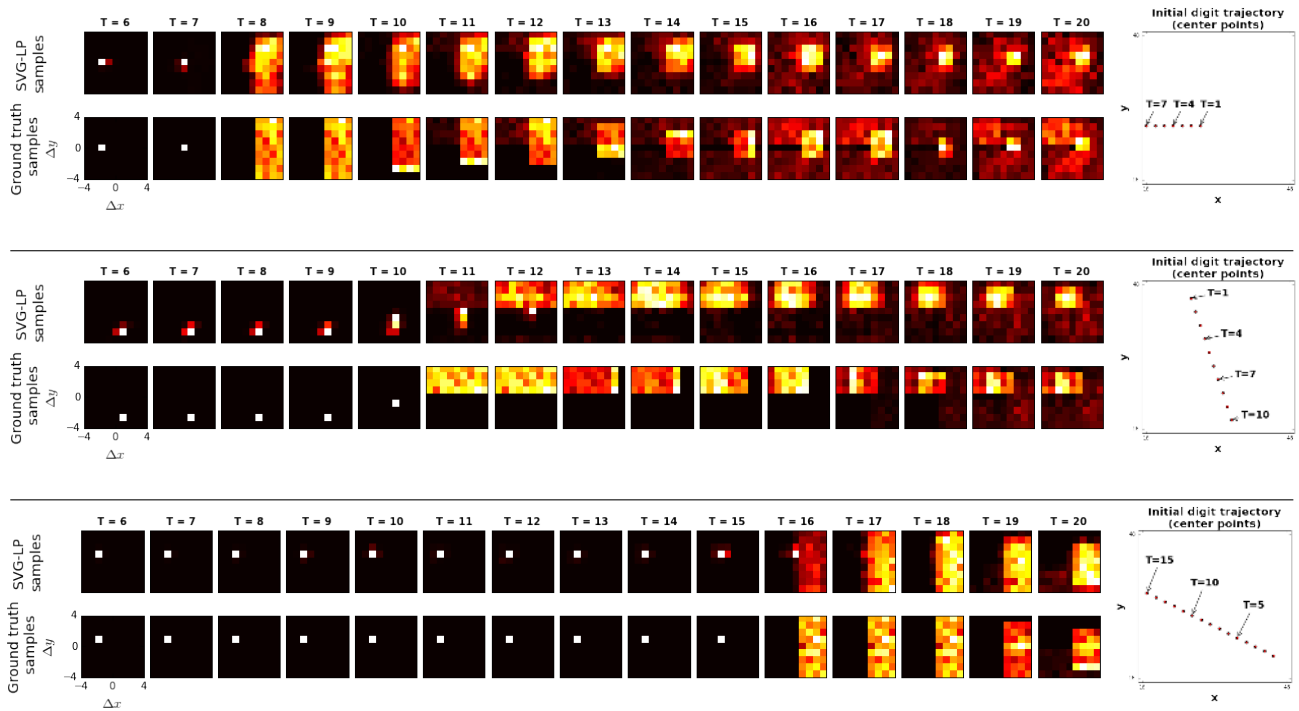 T = 6 T = 7 T = 8 T = 9 T = 10 T = 11 T = 12 T = 13 T = 14 T = 15 T = 16 T = 17 T = 18 T = 19 T = 20
SVG-LP
samples
Ground truth
samples
Δy
4
0
−4
−4 0 4
Δx
Initial digit trajectory
(center points)
40
y
T=7 T=4 T=1
x
T = 6 T = 7 T = 8 T = 9 T = 10 T = 11 T = 12 T = 13 T = 14 T = 15 T = 16 T = 17 T = 18 T = 19 T = 20
SVG-LP
samples
Ground truth
samples
Δy
4
0
−4
−4 0 4
Δx
Initial digit trajectory
(center points)
40
y
T=1
T=4
T=7
T=10
x
T = 6 T = 7 T = 8 T = 9 T = 10 T = 11 T = 12 T = 13 T = 14 T = 15 T = 16 T = 17 T = 18 T = 19 T = 20
SVG-LP
samples
Ground truth
samples
Δy
4
0
−4
−4 0 4
Δx
Initial digit trajectory
(center points)
40
y
T=15
T=10
T=5
x